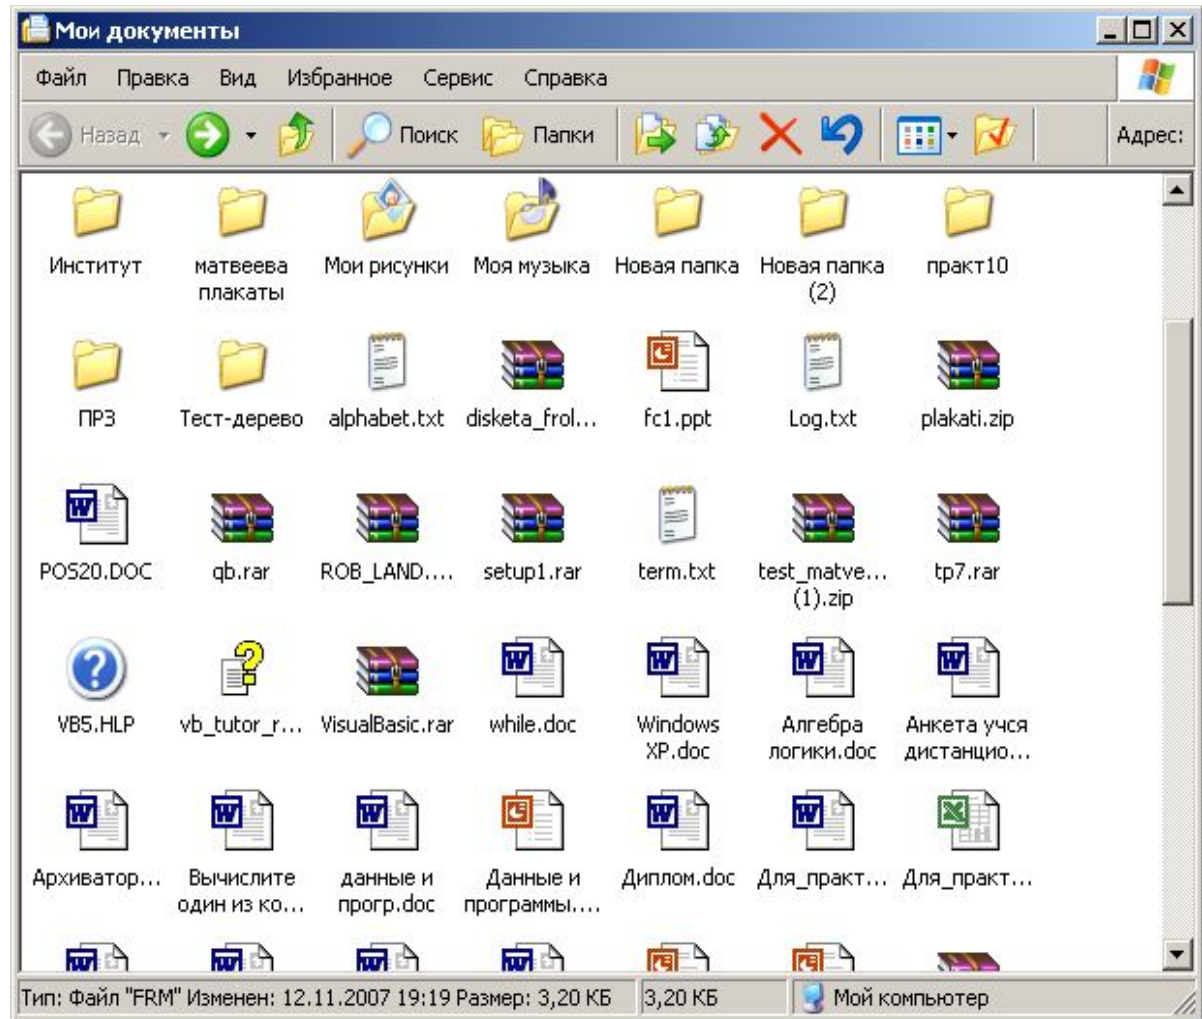 Мои документы
Файл Правка Вид Избранное Сервис Справка
Назад Поиск Папки Адрес:
Институт матвеева Мои рисунки Моя музыка Новая папка Новая папка практ10
плакаты (2)
ПР3 Тест-дерево alphabet.txt disketa_frol... fc1.ppt Log.txt plakati.zip
POS20.DOC qb.rar ROB_LAND.... setup1.rar term.txt test_matve... tp7.rar
(1).zip
VB5.HLP vb_tutor_r... VisualBasic.rar while.doc Windows Алгебра Анкета учся
XP.doc логики.doc дистанцио...
Архиватор... Вычислите данные и Данные и Диплом.doc Для_практ... Для_практ...
один из ко... прогр.doc программы....
Тип: Файл "FRM" Изменен: 12.11.2007 19:19 Размер: 3,20 КБ 3,20 КБ Мой компьютер